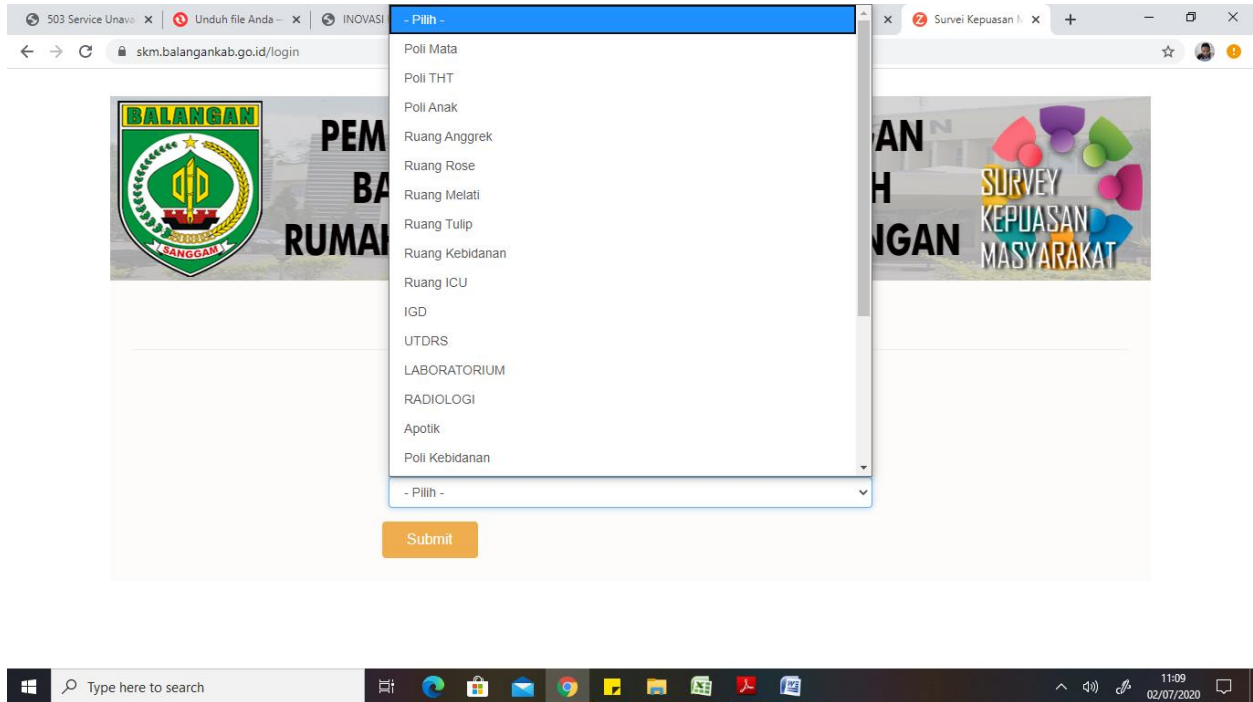 503 Service Unava
Unduh file Anda –
INOVASI
Survei Kepuasan M
skm.balangankab.go.id/login
BALANGAN
SANGGAM
PEM
AN
BA
H
RUMAH
NGAN
SURVEY
KEPUASAN
MASYARAKAT
- Pilih -
Poli Mata
Poli THT
Poli Anak
Ruang Anggrek
Ruang Rose
Ruang Melati
Ruang Tulip
Ruang Kebidanan
Ruang ICU
IGD
UTDRS
LABORATORIUM
RADIOLOGI
Apotik
Poli Kebidanan
- Pilih -
Submit
Type here to search
11:09
02/07/2020